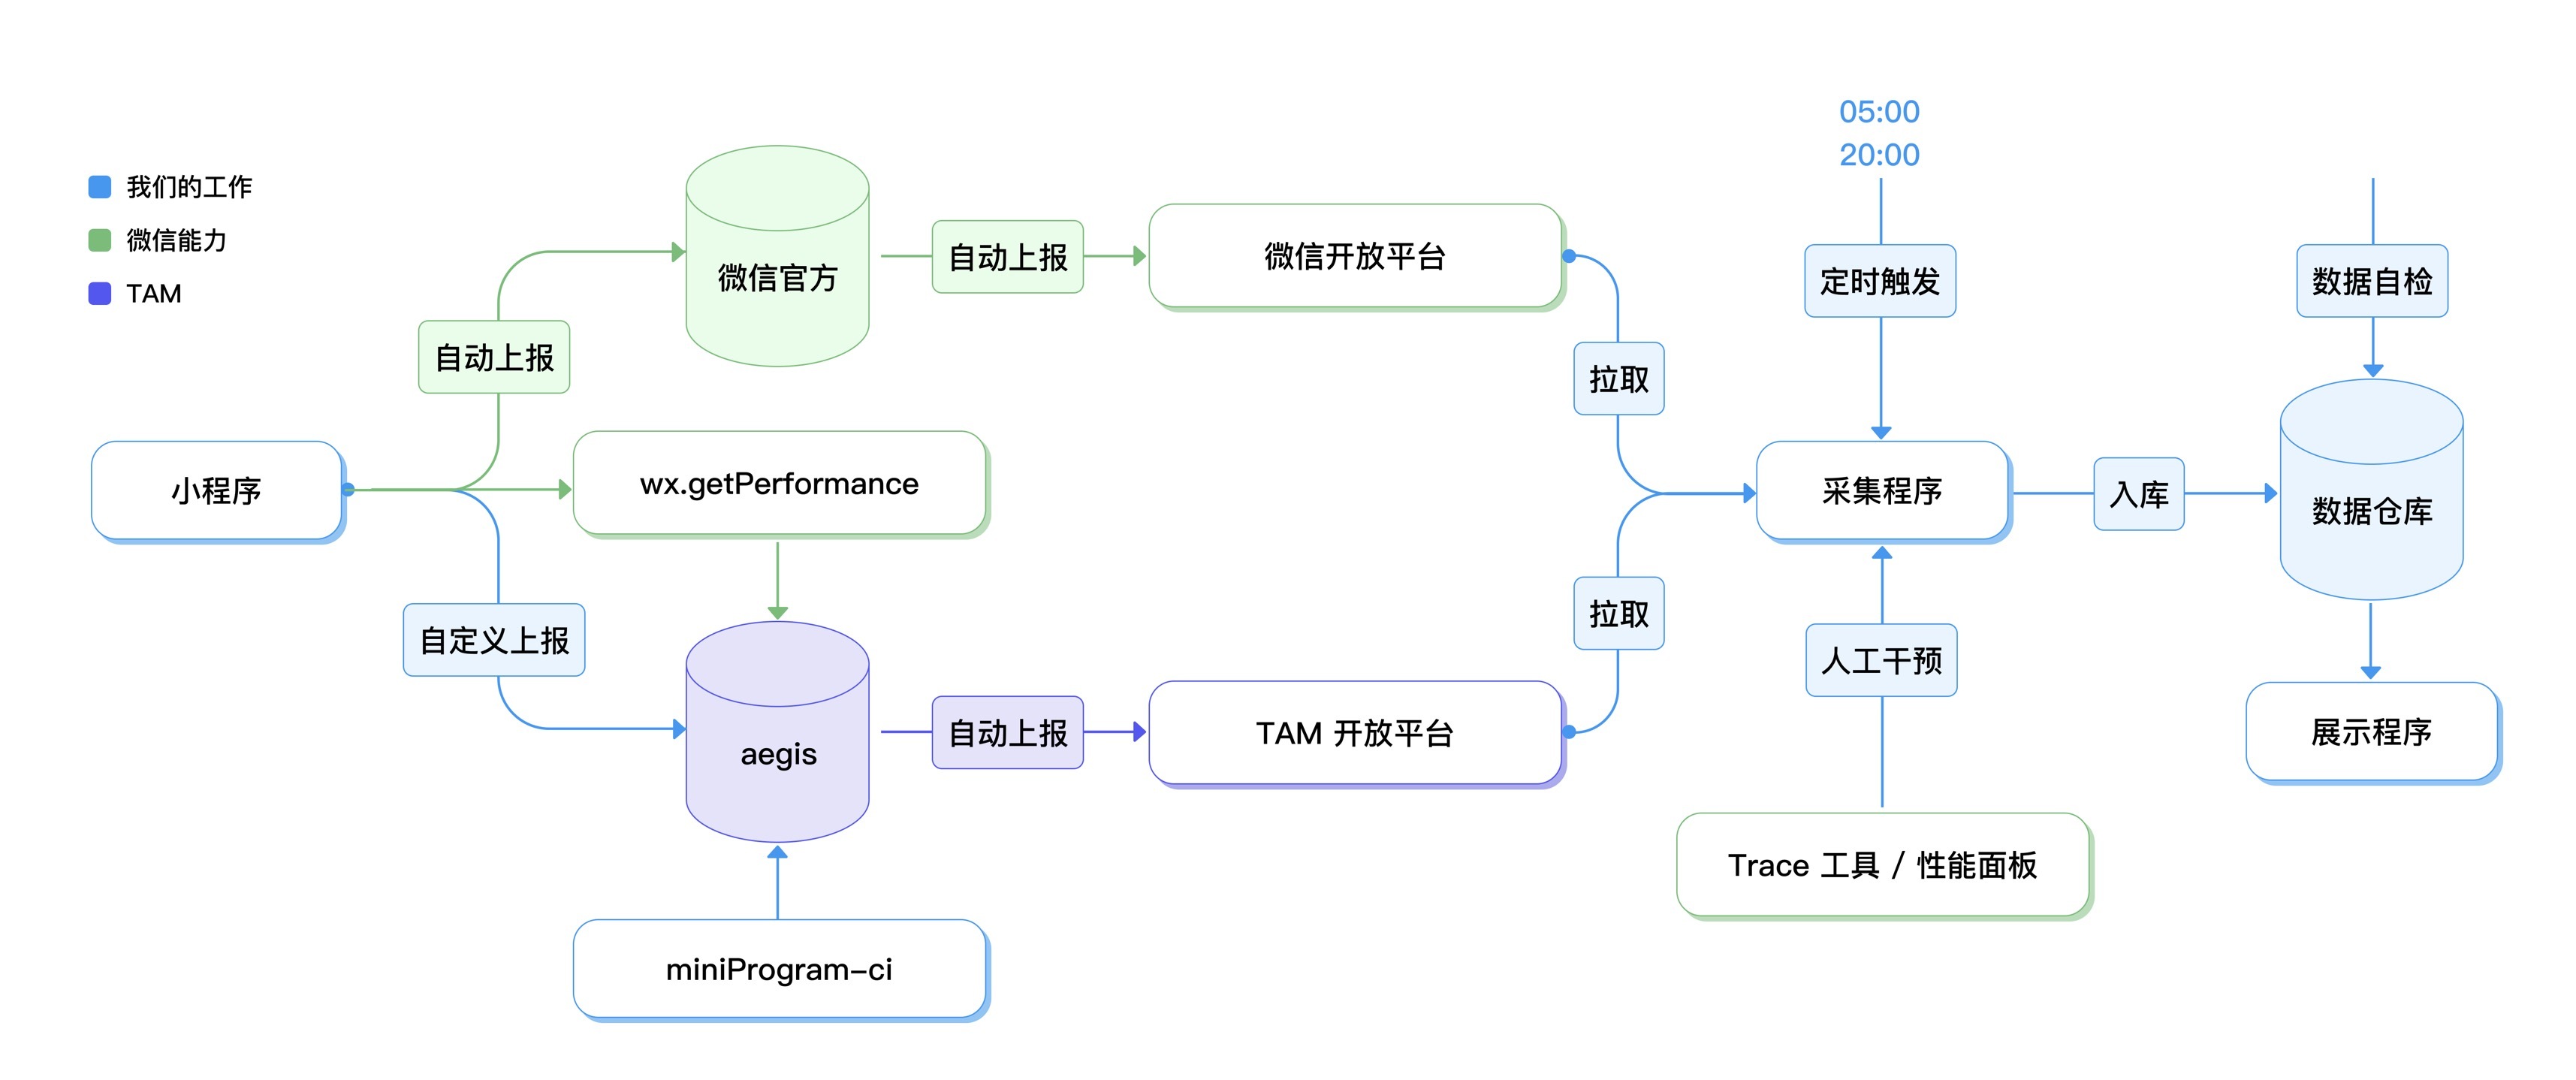 05:00
20:00
我们的工作
微信能力
TAM
微信官方
自动上报
微信开放平台
定时触发
数据自检
自动上报
拉取
小程序
wx.getPerformance
采集程序
入库
数据仓库
自定义上报
拉取
人工干预
aegis
自动上报
TAM 开放平台
展示程序
Trace 工具 / 性能面板
miniProgram-ci